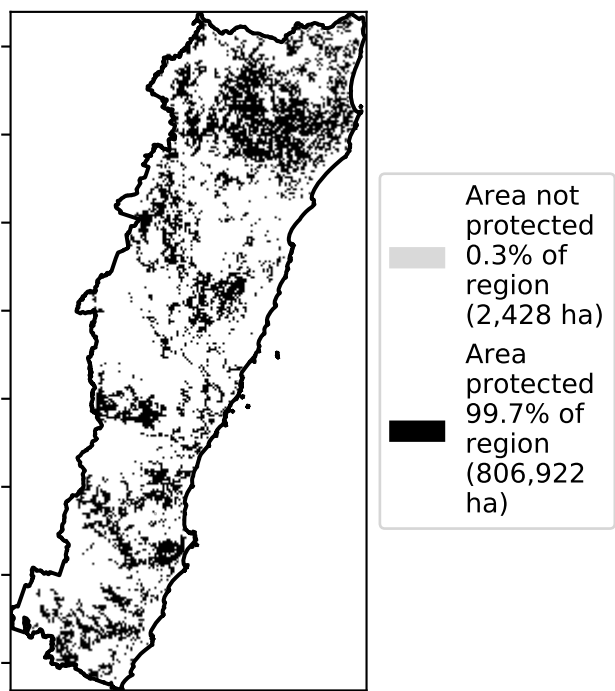 Area not
protected
0.3% of
region
(2,428 ha)
Area
protected
99.7% of
region
(806,922
ha)